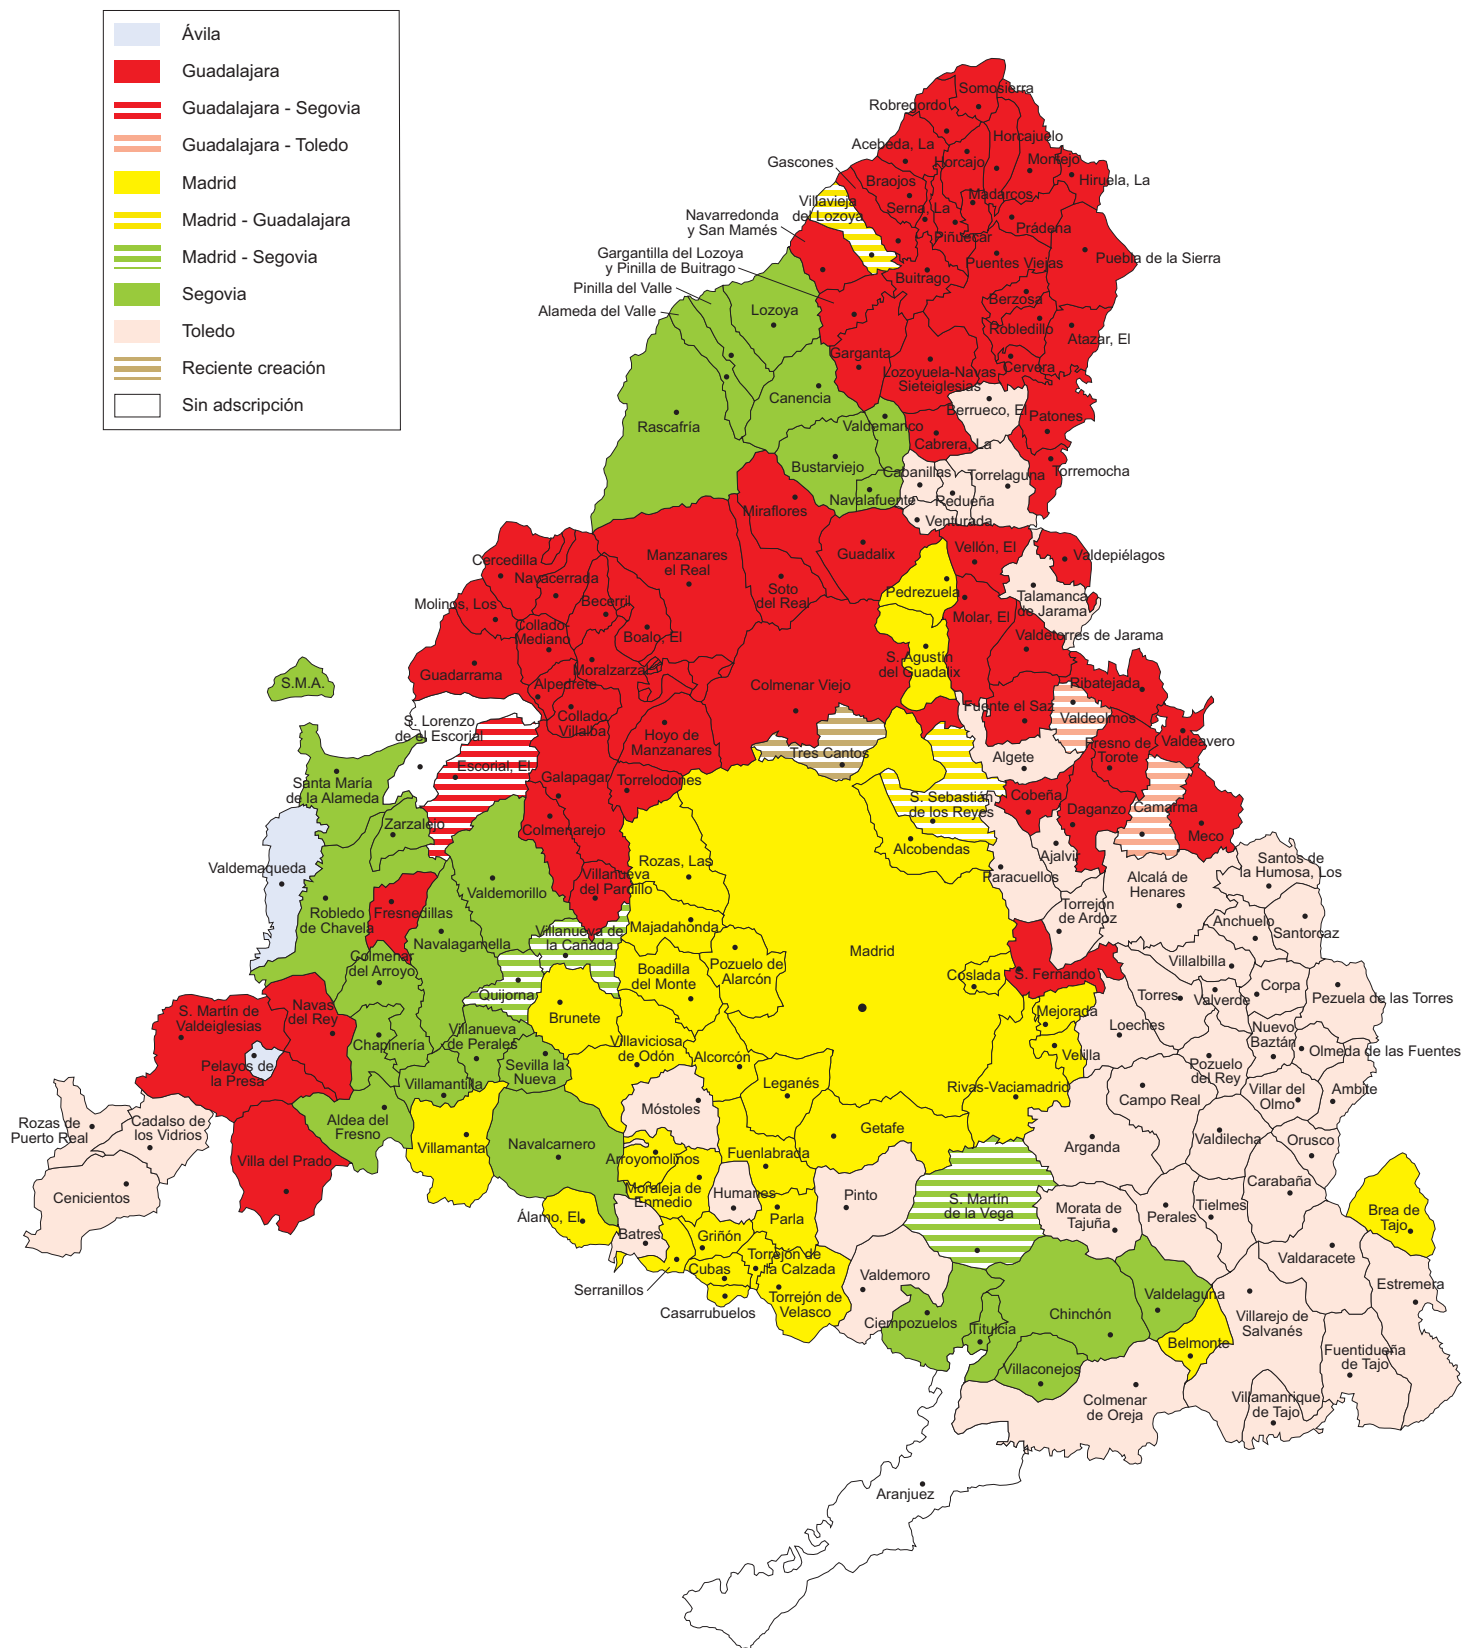 Ávila
Guadalajara
Guadalajara - Segovia
Guadalajara - Toledo
Madrid
Madrid - Guadalajara
Madrid - Segovia
Segovia
Toledo
Reciente creación
Sin adscripción
Somosierra
Robregordo
Horcajuelo
Acebeda, La
Horcajo
Montejo
Gascones
Hiruela, La
Braojos
Madarcos
Villavieja
del Lozoya
Serna, La
Navarredonda
y San Mamés
Prádena
Piñuécar
Puebla de la Sierra
Puentes Viejas
Gargantilla del Lozoya
y Pinilla de Buitrago
Buitrago
Pinilla del Valle
Berzosa
Alameda del Valle
Lozoya
Robledillo
Atazar, El
Garganta
Cervera
Lozoyuela-Navas-
Sieteiglesias
Canencia
Berrueco, El
Patones
Rascafría
Valdemanco
Cabrera, La
Bustarviejo
Cabanillas
Torrelaguna
Torremocha
Navalafuente
Redueña
Miraflores
Venturada
Guadalix
Vellón, El
Valdepiélagos
Manzanares
el Real
Cercedilla
Navacerrada
Soto
del Real
Pedrezuela
Talamanca
de Jarama
Molinos, Los
Becerril
Molar, El
Collado-
Mediano
Boalo, El
Valdetorres de Jarama
Guadarrama
Moralzarzal
S. Agustín
del Guadalix
S.M.A.
Alpedrete
Colmenar Viejo
Ribatejada
Fuente el Saz
Valdeolmos
S. Lorenzo
de el Escorial
Collado
Villalba
Hoyo de
Manzanares
Tres Cantos
Algete
Fresno de
Torote
Valdeavero
Escorial, El
Galapagar
Torrelodones
Santa María
de la Alameda
S. Sebastián
de los Reyes
Cobeña
Daganzo
Camarma
Meco
Zarzalejo
Colmenarejo
Alcobendas
Ajalvir
Valdemaqueda
Rozas, Las
Paracuellos
Alcalá de
Henares
Santos de
la Humosa, Los
Villanueva
del Pardillo
Valdemorillo
Robledo
de Chavela
Fresnedillas
Torrejón
de Ardoz
Anchuelo
Santorcaz
Navalagamella
Villanueva de
la Cañada
Majadahonda
Madrid
Colmenar
del Arroyo
Boadilla
del Monte
Pozuelo de
Alarcón
Coslada
S. Fernando
Villalbilla
Quijorna
Torres
Valverde
Corpa
Pezuela de las Torres
S. Martín de
Valdeiglesias
Navas
del Rey
Brunete
Mejorada
Loeches
Nuevo
Baztán
Chapinería
Villanueva
de Perales
Villaviciosa
de Odón
Velilla
Olmeda de las Fuentes
Pelayos de
la Presa
Sevilla la
Nueva
Alcorcón
Pozuelo
del Rey
Villamantilla
Leganés
Rivas-Vaciamadrid
Villar del
Olmo
Ambite
Móstoles
Campo Real
Rozas de
Puerto Real
Cadalso de
los Vidrios
Aldea del
Fresno
Villamanta
Navalcarnero
Getafe
Arganda
Valdilecha
Orusco
Villa del Prado
Arroyomolinos
Fuenlabrada
Cenicientos
Moraleja de
Enmedio
Humanes
Pinto
S. Martín
de la Vega
Carabaña
Álamo, El
Parla
Morata de
Tajuña
Perales
Tielmes
Brea de
Tajo
Batres
Griñón
Torrejón de
la Calzada
Valdaracete
Cubas
Valdemoro
Serranillos
Estremera
Casarrubuelos
Torrejón de
Velasco
Valdelaguna
Ciempozuelos
Chinchón
Villarejo de
Salvanés
Titulcia
Belmonte
Fuentidueña
de Tajo
Villaconejos
Colmenar
de Oreja
Villamanrique
de Tajo
Aranjuez